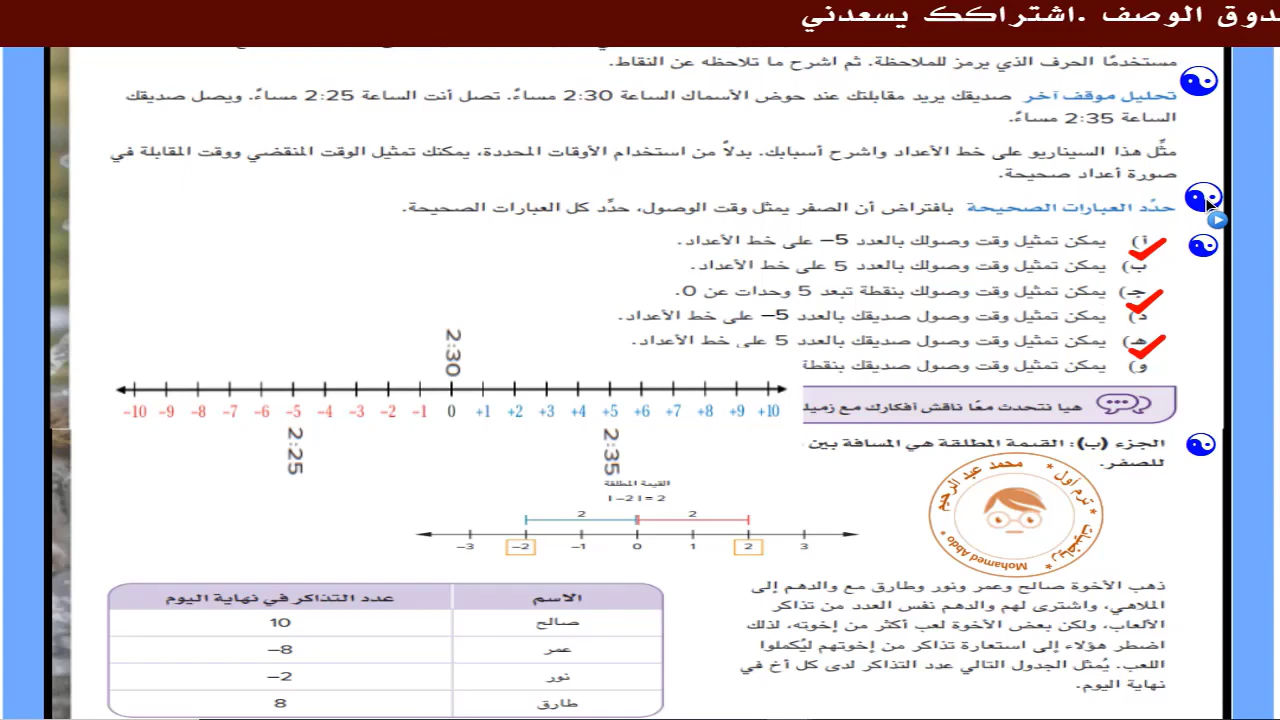 دوق الوصف .اشتراكك يسعدني
مستخدمًا الحرف الذي يرمز للملاحظة. ثم اشرح ما تلاحظه عن النقاط.
تحليل موقف آخر صديقك يريد مقابلتك عند حوض الأسماك الساعة 2:30 مساءً. تصل أنت الساعة 2:25 مساءً. ويصل صديقك
الساعة 2:35 مساءً.
مثِّل هذا السيناريو على خط الأعداد واشرح أسبابك. بدلاً من استخدام الأوقات المحددة، يمكنك تمثيل الوقت المنقضي ووقت المقابلة في
صورة أعداد صحيحة.
حدّد العبارات الصحيحة بافتراض أن الصفر يمثل وقت الوصول، حدِّد كل العبارات الصحيحة.
أ) يمكن تمثيل وقت وصولك بالعدد 5− على خط الأعداد.
ب) يمكن تمثيل وقت وصولك بالعدد 5 على خط الأعداد.
جـ) يمكن تمثيل وقت وصولك بنقطة تبعد 5 وحدات عن 0.
د) يمكن تمثيل وقت وصول صديقك بالعدد 5− على خط الأعداد.
هـ) يمكن تمثيل وقت وصول صديقك بالعدد 5 على خط الأعداد.
و) يمكن تمثيل وقت وصول صديقك بنقطة
2:30
−10 −9 −8 −7 −6 −5 −4 −3 −2 −1 0 +1 +2 +3 +4 +5 +6 +7 +8 +9 +10
2:25 2:35
هيا نتحدث معًا ناقش أفكارك مع زميلـ
الجزء (ب): القيمة المطلقة هي المسافة بين
للصفر.
القيمة المطلقة
|−2| = 2
2 2
−3 −2 −1 0 1 2 3
محمد عبد الرحيم * ترم أول * رياضيات * Mohamed Abdo *
ذهب الأخوة صالح وعمر ونور وطارق مع والدهم إلى
الملاهي، واشترى لهم والدهم نفس العدد من تذاكر
الألعاب، ولكن بعض الأخوة لعب أكثر من إخوته، لذلك
اضطر هؤلاء إلى استعارة تذاكر من إخوتهم ليُكملوا
اللعب. يُمثل الجدول التالي عدد التذاكر لدى كل أخ في
نهاية اليوم.
الاسم عدد التذاكر في نهاية اليوم
صالح 10
عمر −8
نور −2
طارق 8